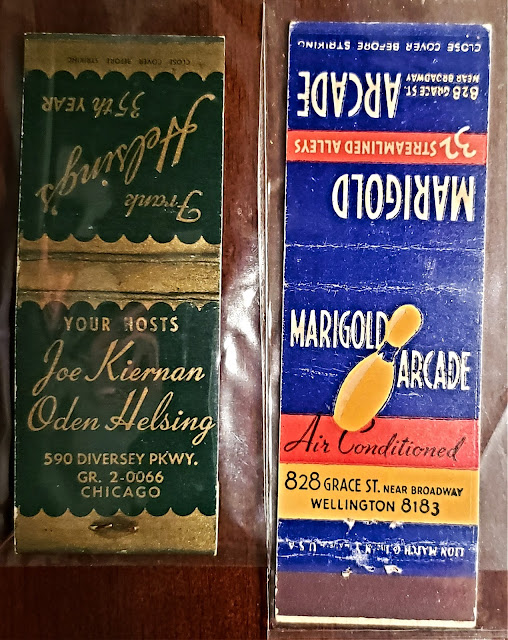 CLOSE COVER BEFORE STRIKING
35th YEAR
Frank
Helsing's
YOUR HOSTS
Joe Kiernan
Oden Helsing
590 DIVERSEY PKWY.
GR. 2-0066
CHICAGO
CLOSE COVER BEFORE STRIKING
828 GRACE ST.
NEAR BROADWAY
ARCADE
32 STREAMLINED ALLEYS
MARIGOLD
MARIGOLD
ARCADE
Air Conditioned
828 GRACE ST. NEAR BROADWAY
WELLINGTON 8183
LION MATCH U.S.A.